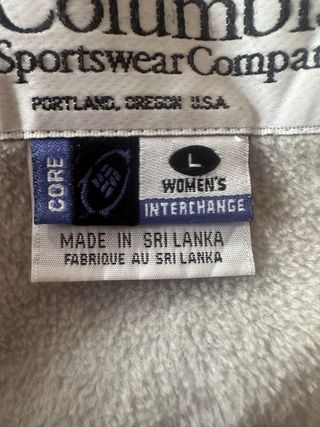 Columbia
Sportswear Compan
PORTLAND, OREGON U.S.A.
CORE
L
WOMEN'S
INTERCHANGE
MADE IN SRI LANKA
FABRIQUE AU SRI LANKA